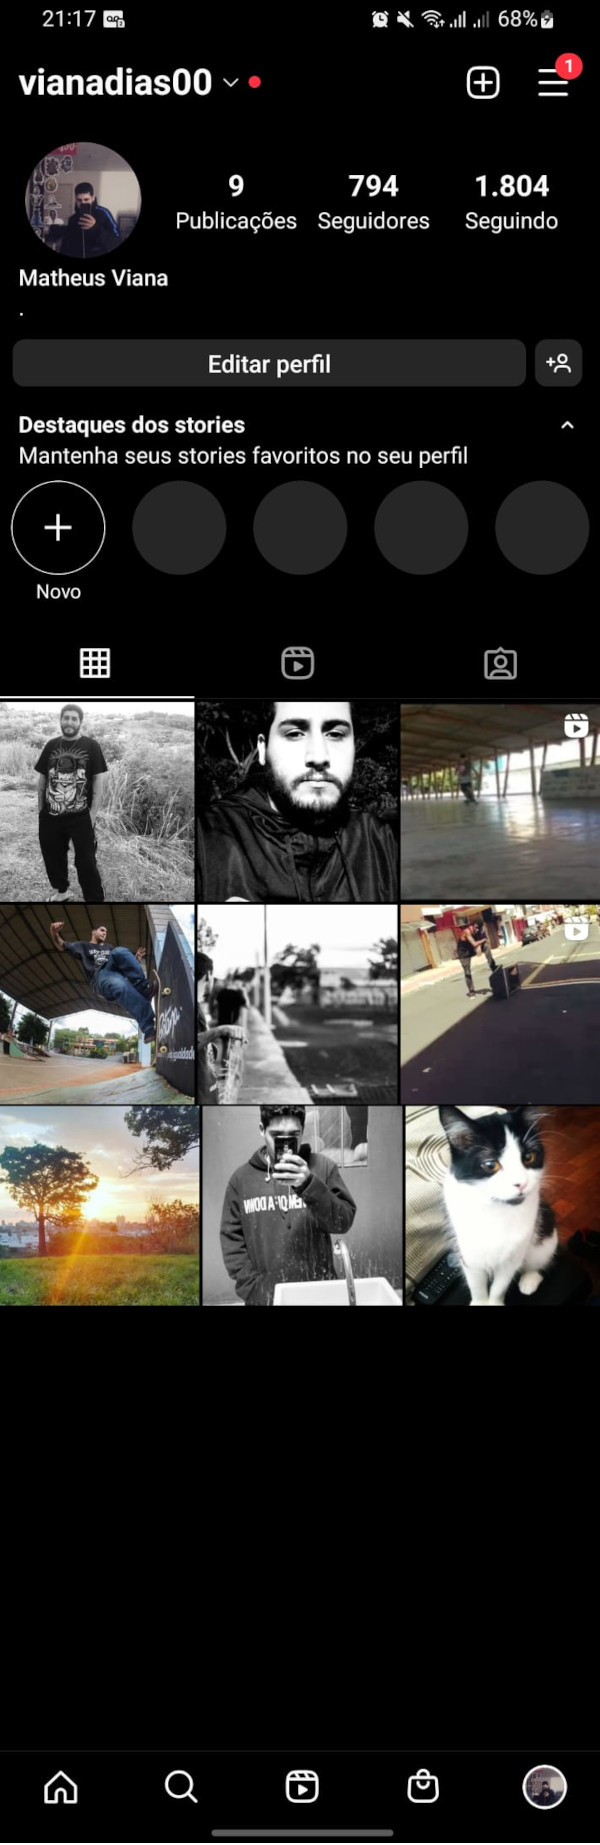 21:17
68%
vianadias00
1
9
794
1.804
Publicações
Seguidores
Seguindo
Matheus Viana
.
Editar perfil
Destaques dos stories
Mantenha seus stories favoritos no seu perfil
Novo